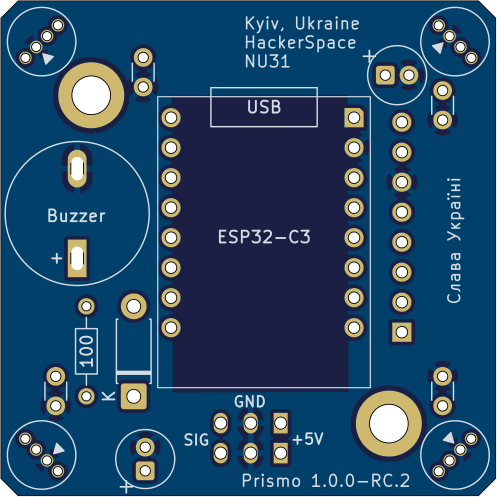 Kyiv, Ukraine
HackerSpace
NU31
+
USB
Слава Україні
Buzzer
ESP32-C3
+
100
K
GND
SIG
+5V
+
Prismo 1.0.0-RC.2